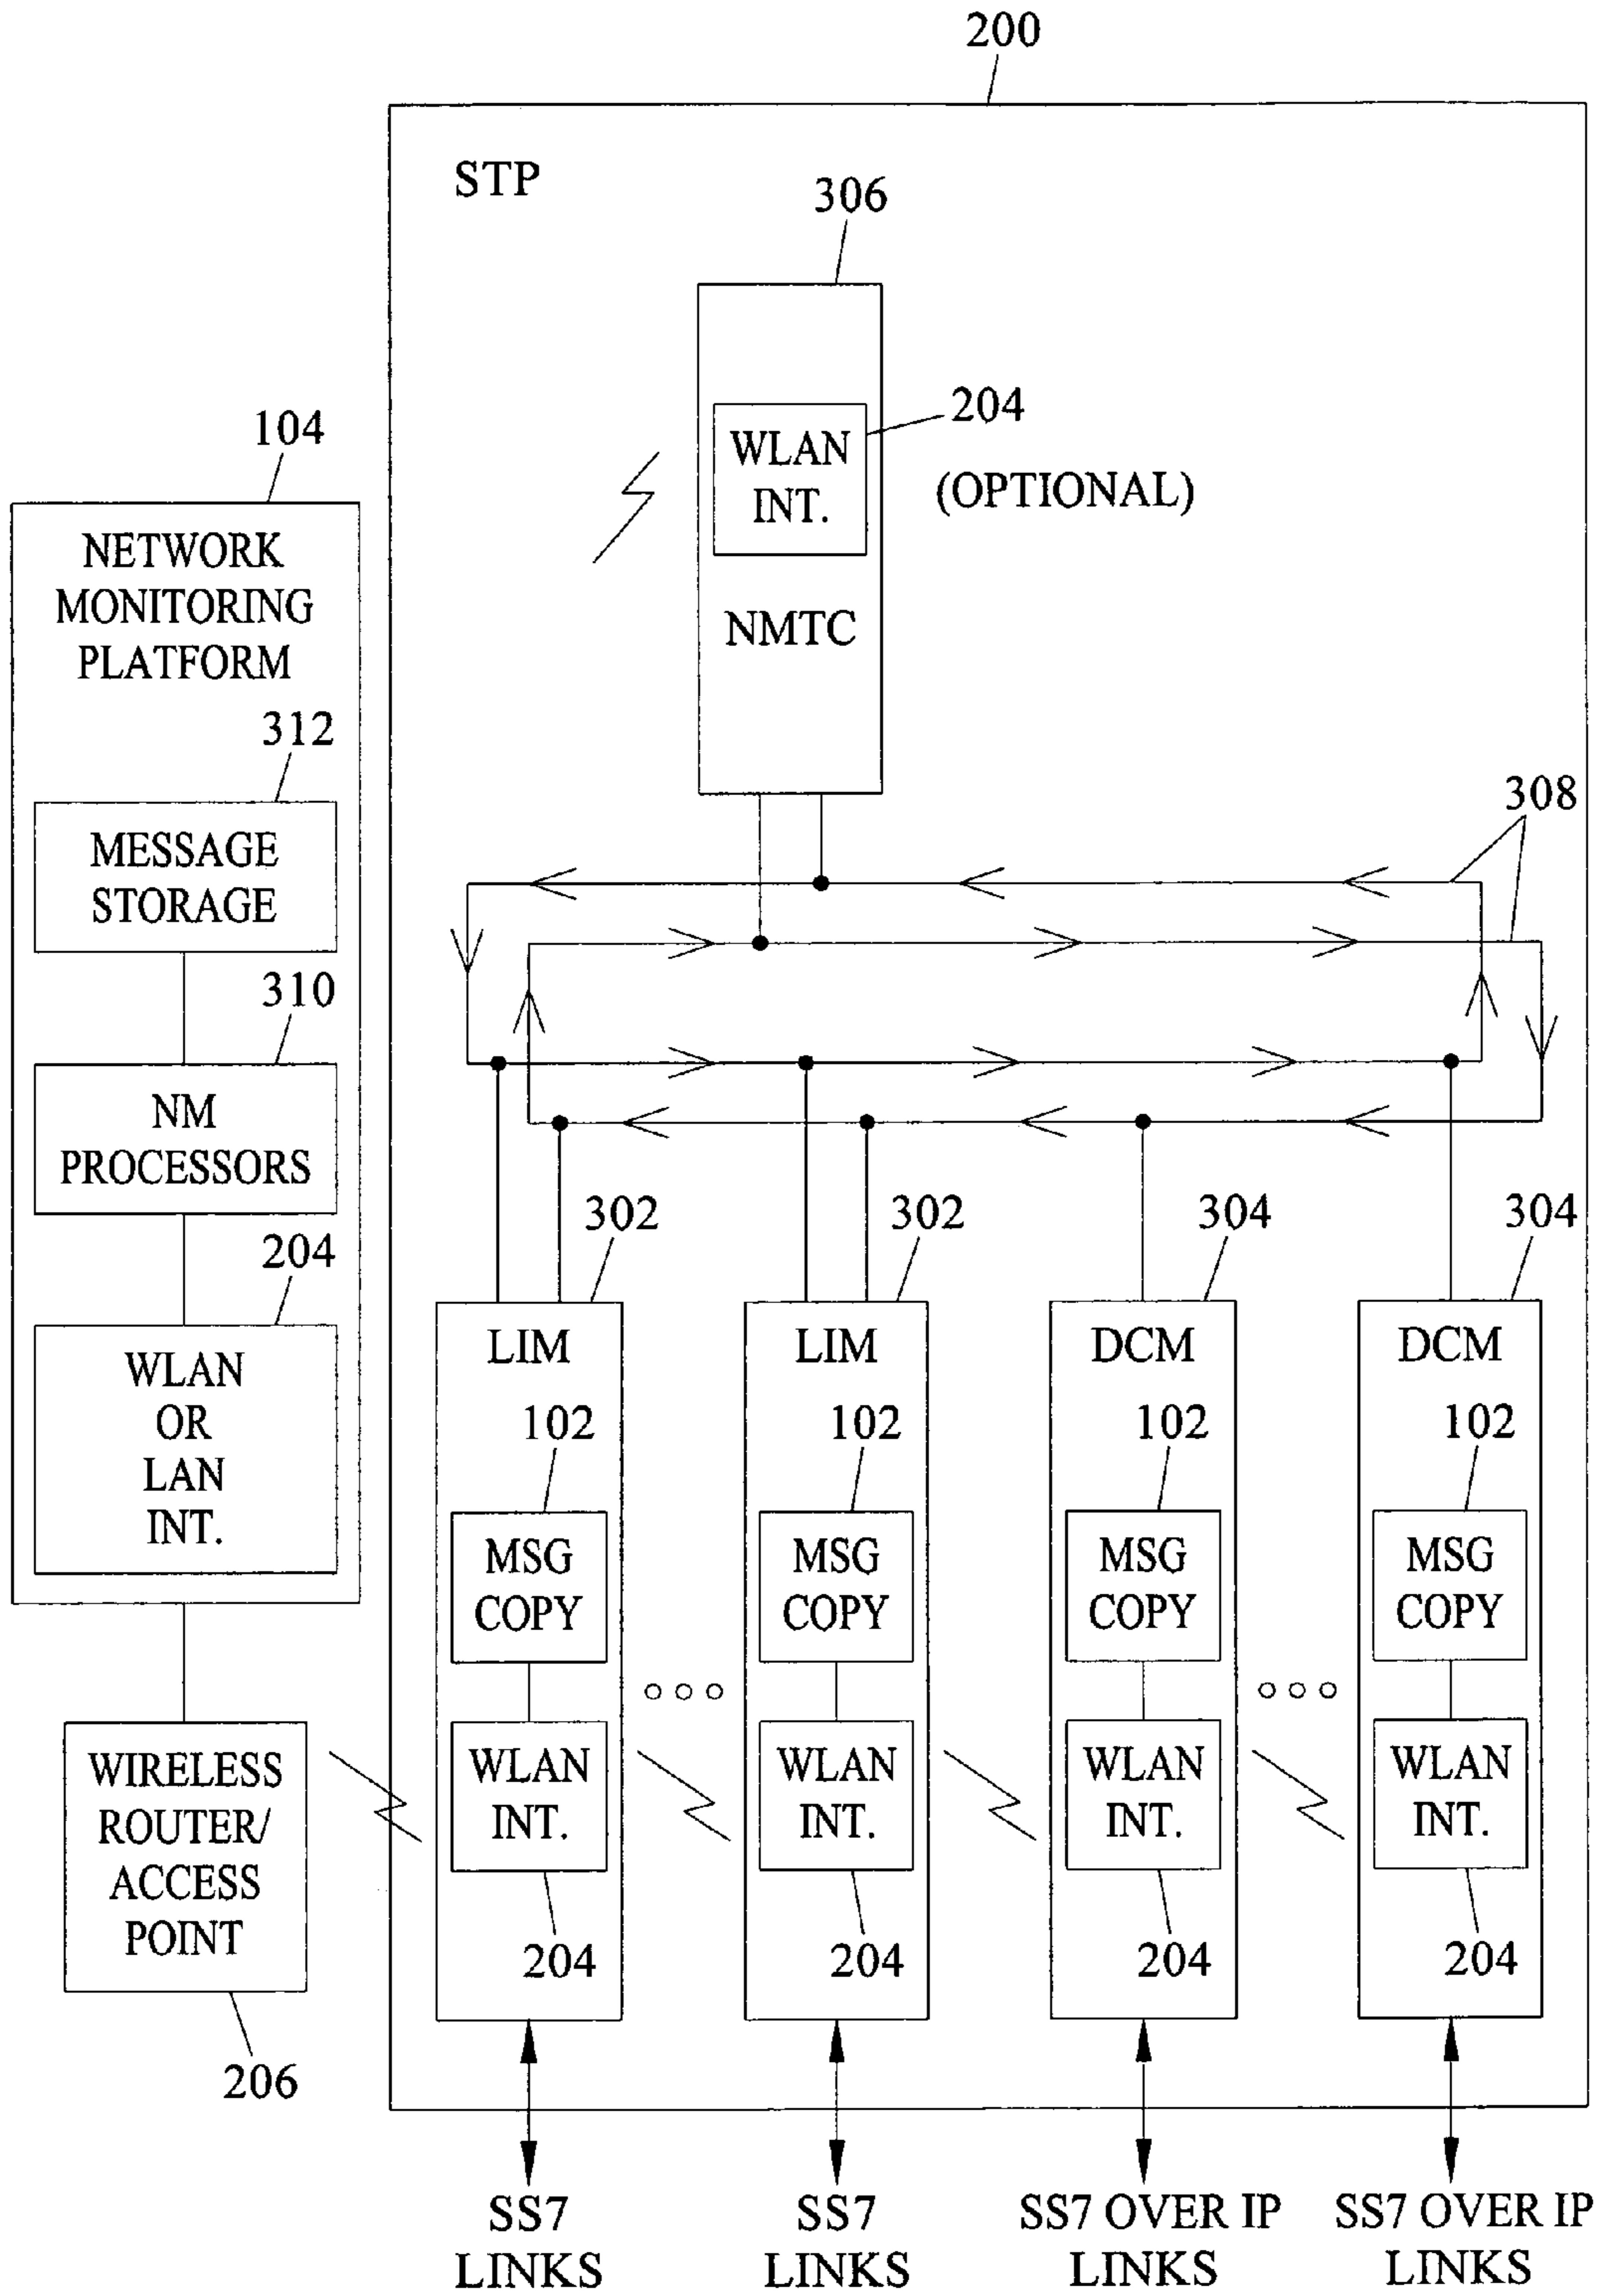 200
STP
306
204
WLAN
INT.
(OPTIONAL)
NMTC
308
104
NETWORK
MONITORING
PLATFORM
312
MESSAGE
STORAGE
310
NM
PROCESSORS
204
WLAN
OR
LAN
INT.
WIRELESS
ROUTER/
ACCESS
POINT
206
302
LIM
102
MSG
COPY
WLAN
INT.
204
SS7
LINKS
302
LIM
102
MSG
COPY
WLAN
INT.
204
SS7
LINKS
304
DCM
102
MSG
COPY
WLAN
INT.
204
SS7 OVER IP
LINKS
304
DCM
102
MSG
COPY
WLAN
INT.
204
SS7 OVER IP
LINKS